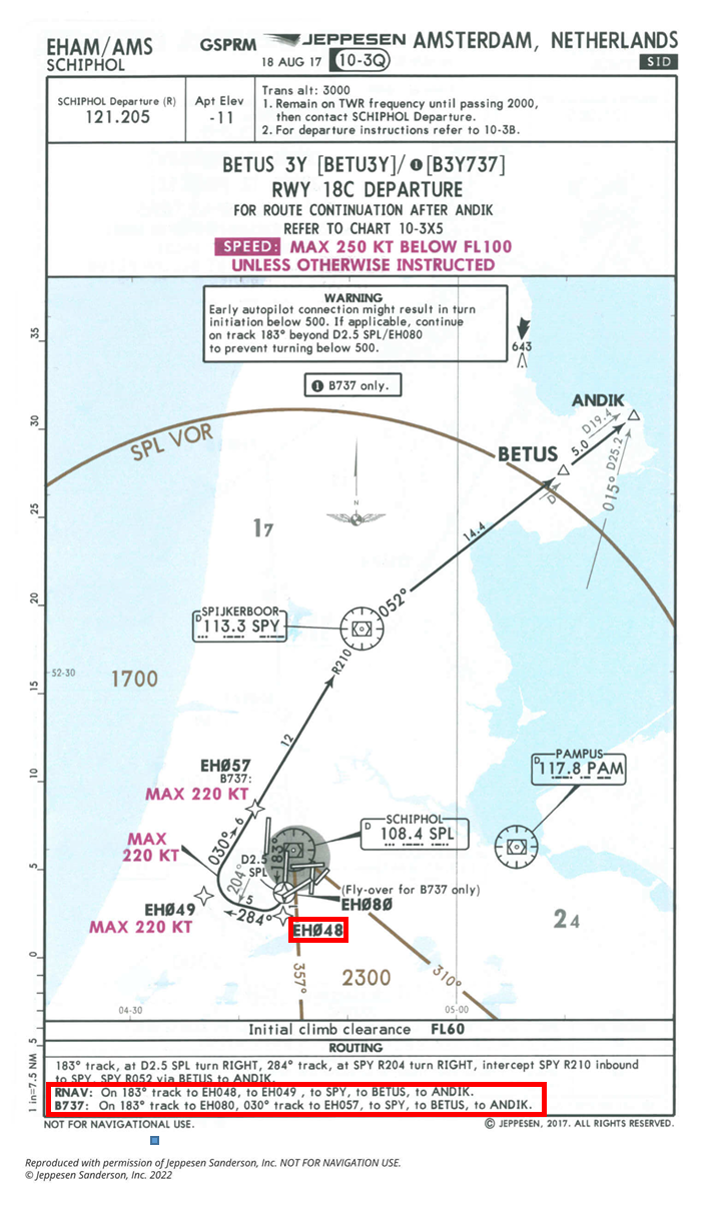 EHAM/AMS
SCHIPHOL
GSPRM
JEPPESEN
18 AUG 17
10-3Q
AMSTERDAM, NETHERLANDS
SID
SCHIPHOL Departure (R)
121.205
Apt Elev
-11
Trans alt: 3000
1. Remain on TWR frequency until passing 2000,
then contact SCHIPHOL Departure.
2. For departure instructions refer to 10-3B.
BETUS 3Y [BETU3Y]/ 1 [B3Y737]
RWY 18C DEPARTURE
FOR ROUTE CONTINUATION AFTER ANDIK
REFER TO CHART 10-3X5
SPEED: MAX 250 KT BELOW FL100
UNLESS OTHERWISE INSTRUCTED
WARNING
Early autopilot connection might result in turn
initiation below 500. If applicable, continue
on track 183° beyond D2.5 SPL/EH080
to prevent turning below 500.
1 B737 only.
643
35
30
25
20
15
10
5
0
5
1 in=7.5 NM
ANDIK
D19.4
5.0
D25.2
015°
BETUS
SPL VOR
N
17
14.4
052°
SPIJKERBOOR
D 113.3 SPY
R210
52-30
1700
12
EHØ57
B737:
MAX 220 KT
PAMPUS
D 117.8 PAM
SCHIPHOL
D 108.4 SPL
MAX
220 KT
030°
6
183°
D2.5
SPL
204°
5
284°
EHØ49
MAX 220 KT
(Fly-over for B737 only)
EHØ80
EHØ48
24
357°
2300
310°
04-30
05-00
Initial climb clearance FL60
ROUTING
183° track, at D2.5 SPL turn RIGHT, 284° track, at SPY R204 turn RIGHT, intercept SPY R210 inbound
to SPY, SPY R052 via BETUS to ANDIK.
RNAV: On 183° track to EH048, to EH049 , to SPY, to BETUS, to ANDIK.
B737: On 183° track to EH080, 030° track to EH057, to SPY, to BETUS, to ANDIK.
NOT FOR NAVIGATIONAL USE.
© JEPPESEN, 2017. ALL RIGHTS RESERVED.
Reproduced with permission of Jeppesen Sanderson, Inc. NOT FOR NAVIGATION USE.
© Jeppesen Sanderson, Inc. 2022